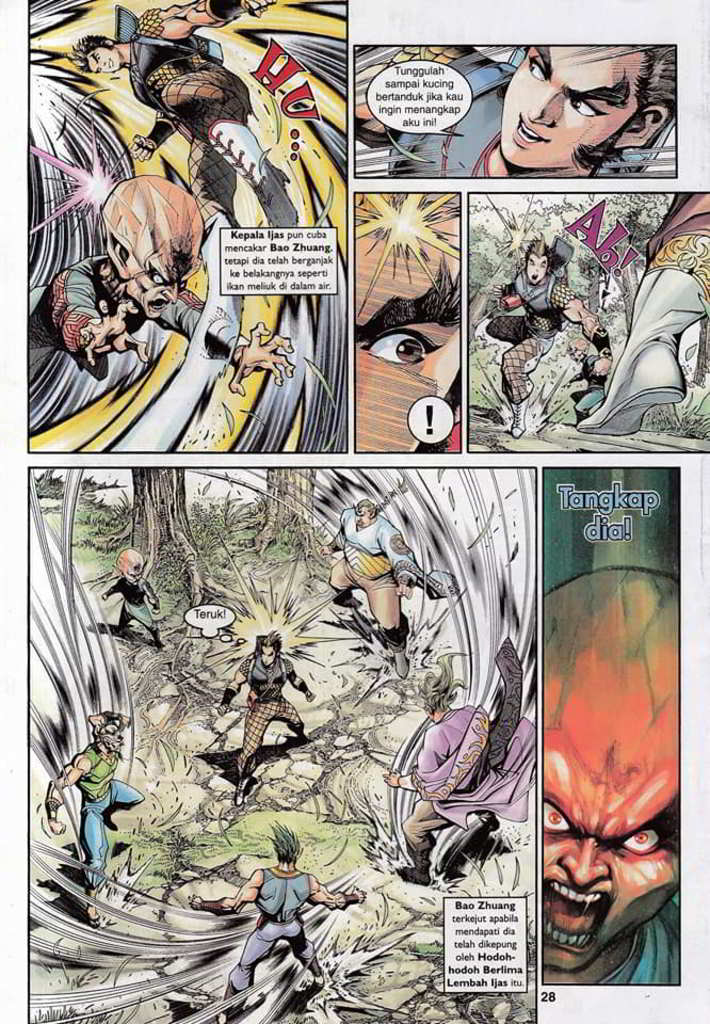 HU...
Kepala Ijas pun cuba
mencakar Bao Zhuang.
tetapi dia telah berganjak
ke belakangnya seperti
ikan meliuk di dalam air.
Tunggulah
sampai kucing
bertanduk jika kau
ingin menangkap
aku ini!
!
AH!
Teruk!
Bao Zhuang
terkejut apabila
mendapati dia
telah dikepung
oleh Hodoh-
hodoh Berlima
Lembah Ijas itu.
Tangkap
dia!
28